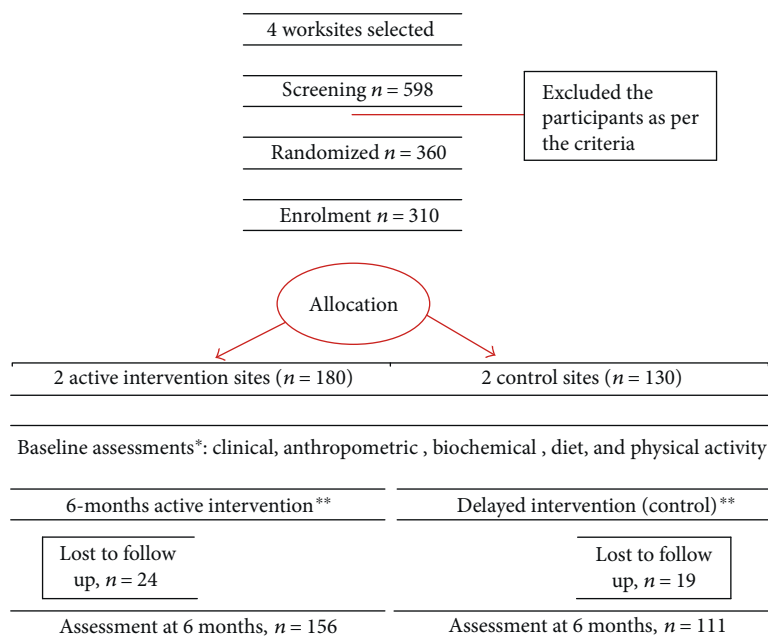 4 worksites selected
Screening n = 598
Excluded the
participants as per
the criteria
Randomized n = 360
Enrolment n = 310
Allocation
2 active intervention sites (n = 180)
2 control sites (n = 130)
Baseline assessments*: clinical, anthropometric , biochemical , diet, and physical activity
6-months active intervention**
Delayed intervention (control)**
Lost to follow
up, n = 24
Lost to follow
up, n = 19
Assessment at 6 months, n = 156
Assessment at 6 months, n = 111